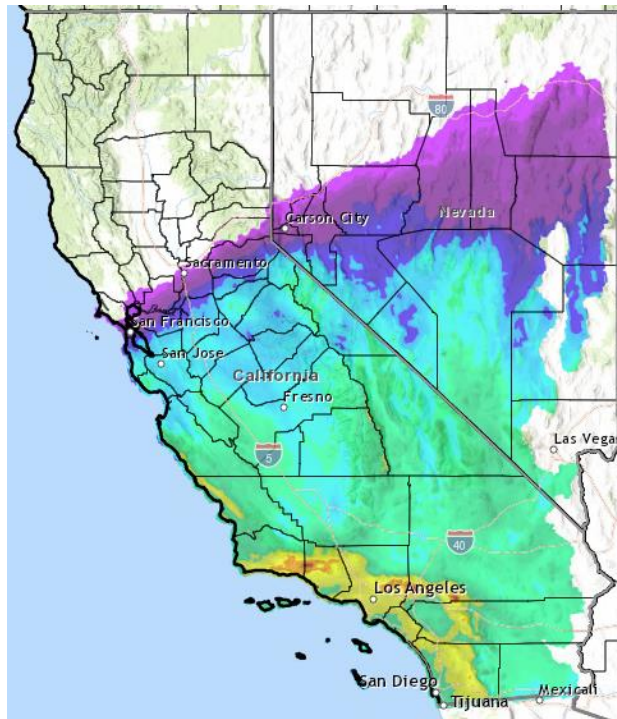 80
Carson City
Nevada
Sacramento
San Francisco
San Jose
California
Fresno
5
Las Vegas
40
Los Angeles
San Diego
Tijuana
Mexicali